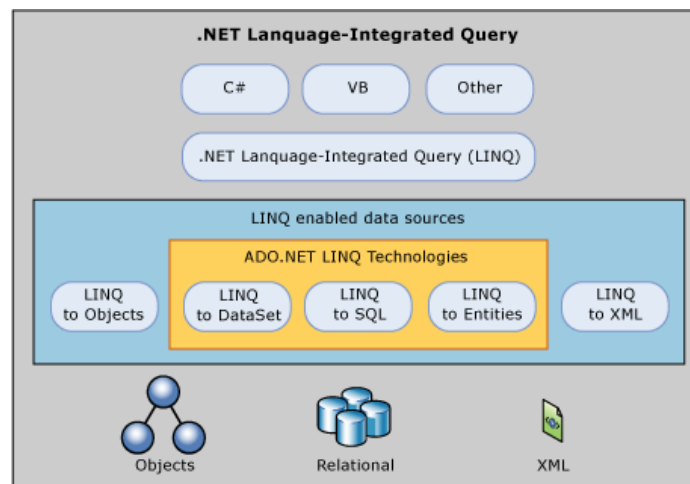 .NET Lanquage-Integrated Query
C#
VB
Other
.NET Lanquage-Integrated Query (LINQ)
LINQ enabled data sources
ADO.NET LINQ Technologies
LINQ
to Objects
LINQ
to DataSet
LINQ
to SQL
LINQ
to Entities
LINQ
to XML
Objects
Relational
XML